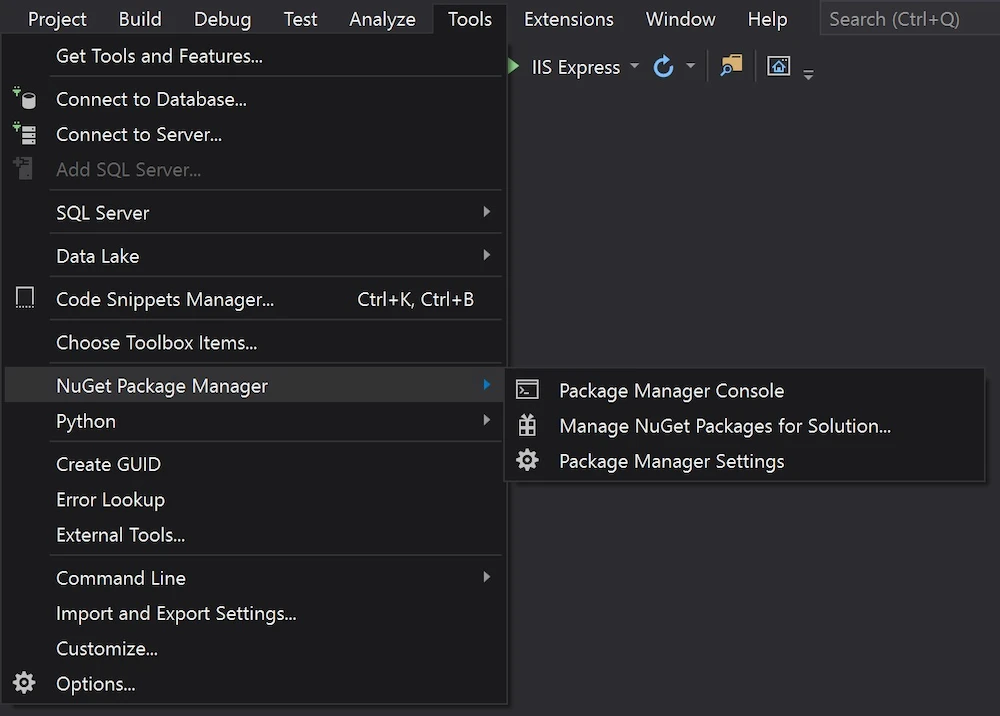 Project Build Debug Test Analyze Tools Extensions Window Help Search (Ctrl+Q)
IIS Express
Get Tools and Features...
Connect to Database...
Connect to Server...
Add SQL Server...
SQL Server
Data Lake
Code Snippets Manager... Ctrl+K, Ctrl+B
Choose Toolbox Items...
NuGet Package Manager
Python
Create GUID
Error Lookup
External Tools...
Command Line
Import and Export Settings...
Customize...
Options...
Package Manager Console
Manage NuGet Packages for Solution...
Package Manager Settings